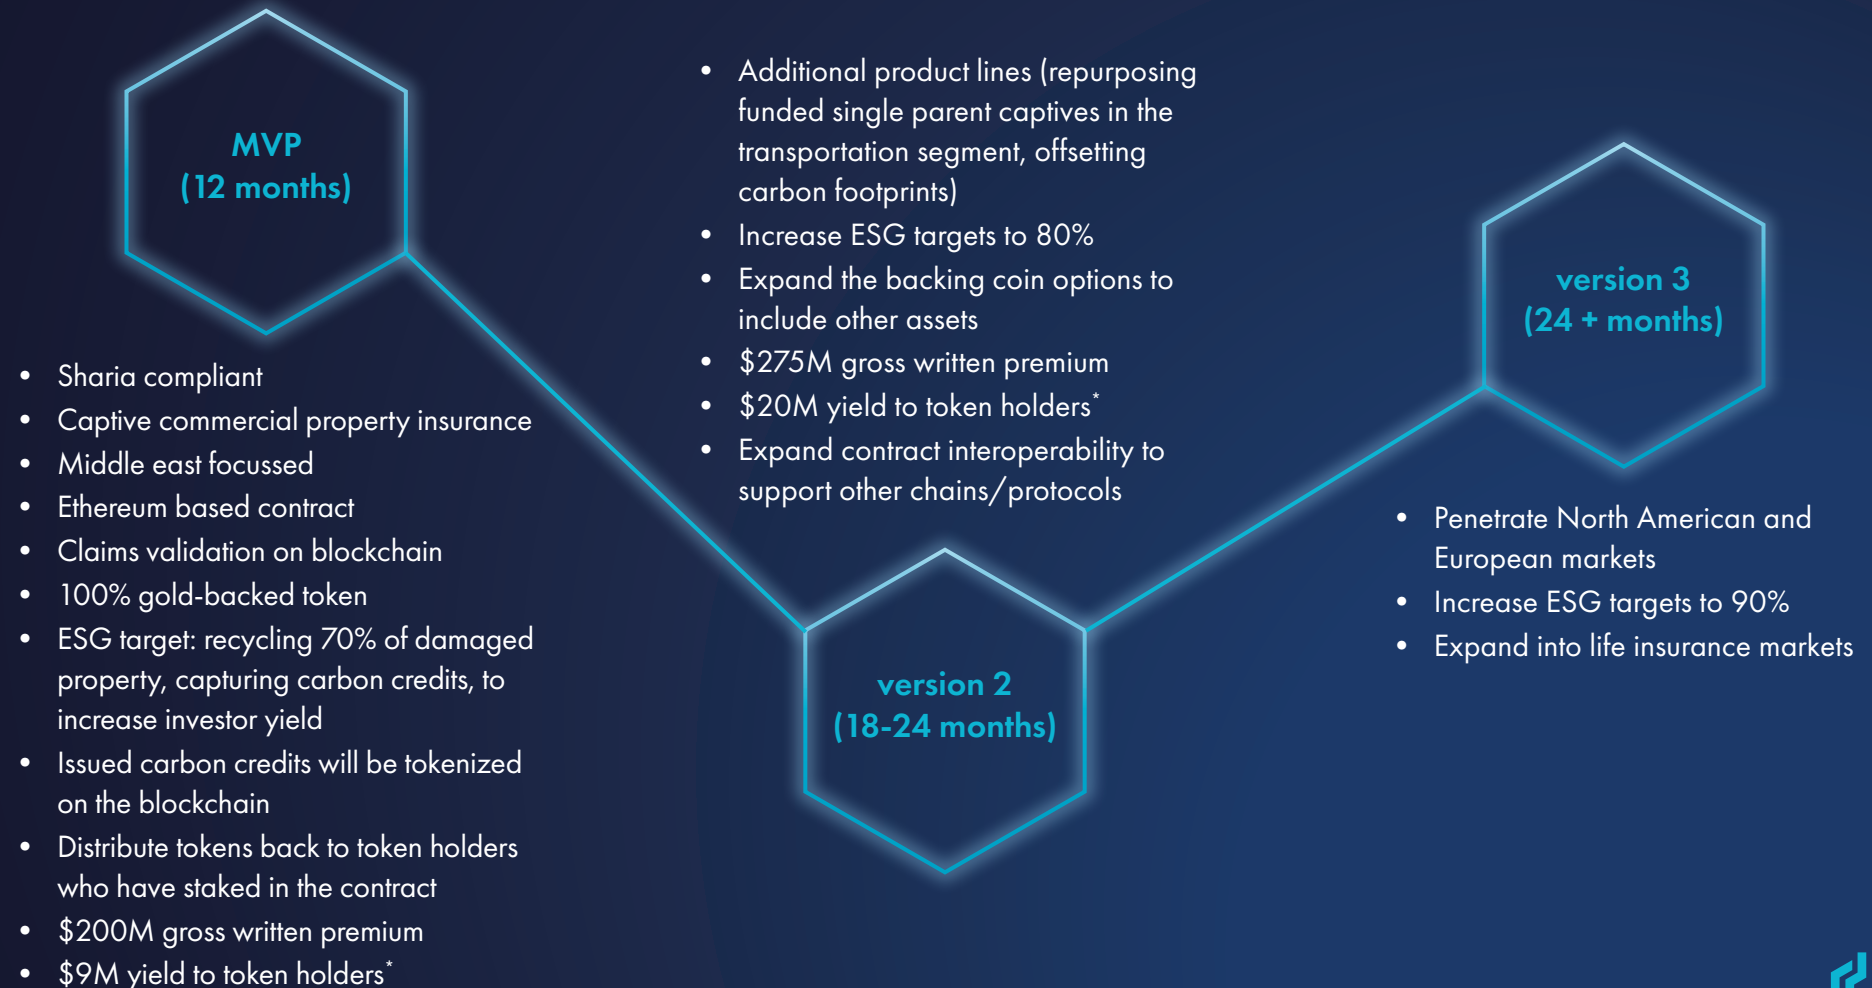 MVP
(12 months)
• Sharia compliant
• Captive commercial property insurance
• Middle east focussed
• Ethereum based contract
• Claims validation on blockchain
• 100% gold-backed token
• ESG target: recycling 70% of damaged
property, capturing carbon credits, to
increase investor yield
• Issued carbon credits will be tokenized
on the blockchain
• Distribute tokens back to token holders
who have staked in the contract
• $200M gross written premium
• $9M yield to token holders*
• Additional product lines (repurposing
funded single parent captives in the
transportation segment, offsetting
carbon footprints)
• Increase ESG targets to 80%
• Expand the backing coin options to
include other assets
• $275M gross written premium
• $20M yield to token holders*
• Expand contract interoperability to
support other chains/protocols
version 2
(18-24 months)
version 3
(24 + months)
• Penetrate North American and
European markets
• Increase ESG targets to 90%
• Expand into life insurance markets